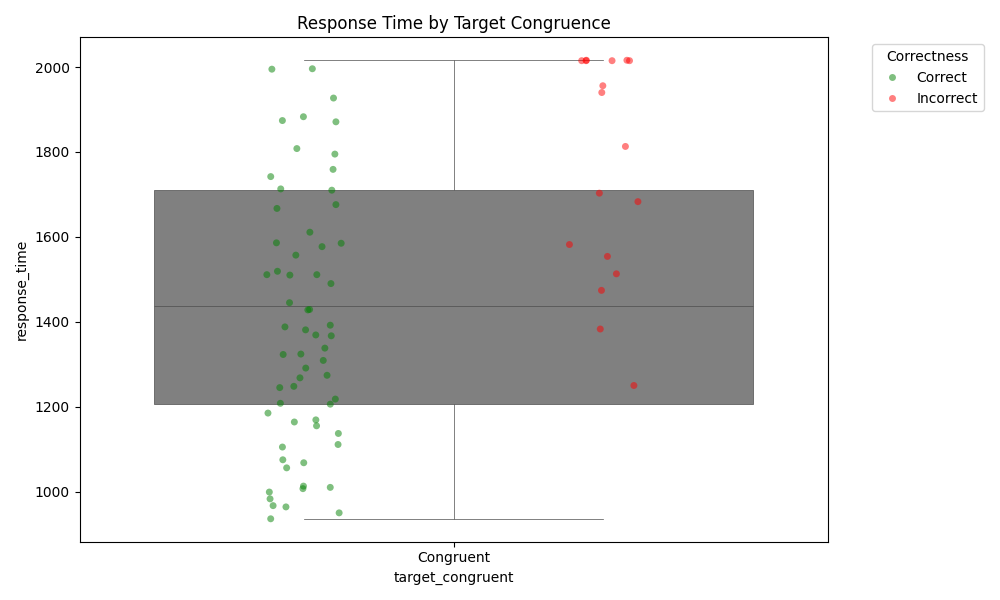 Response Time by Target Congruence
Correctness
Correct
Incorrect
response_time
2000
1800
1600
1400
1200
1000
Congruent
target_congruent